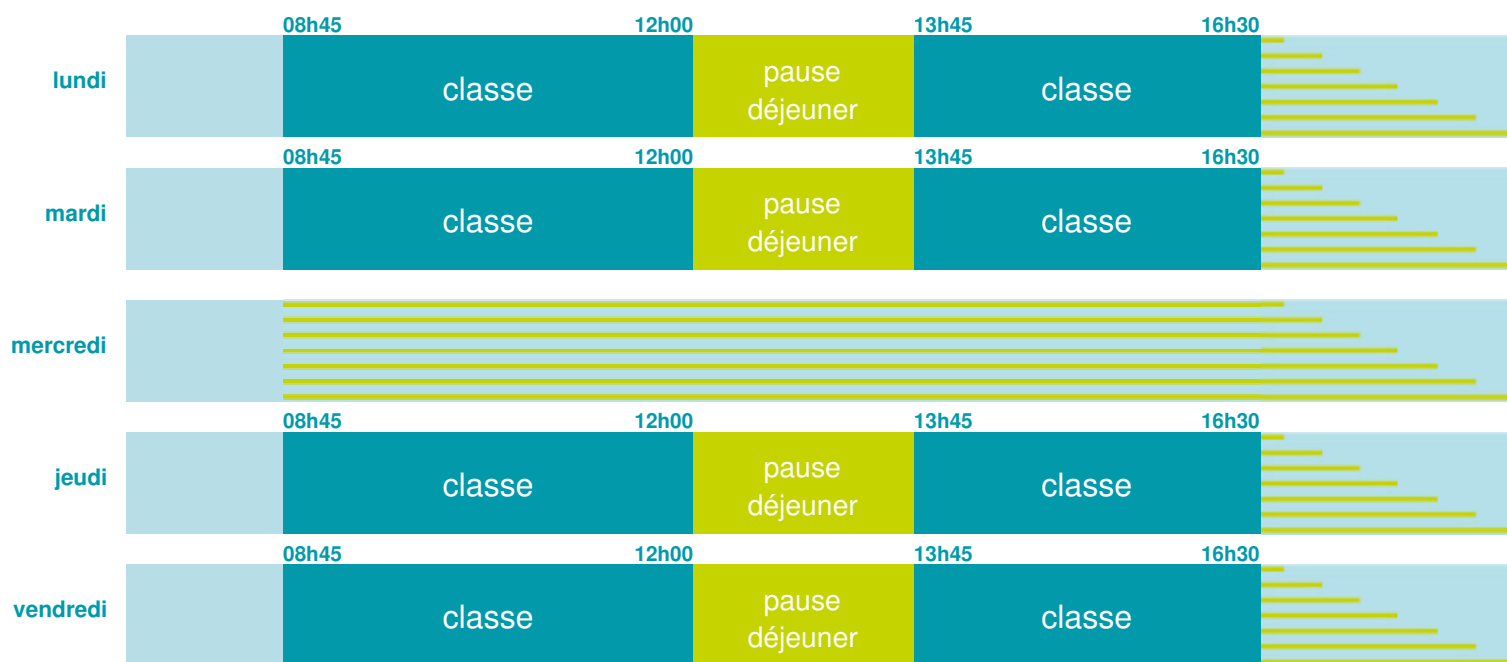 08h45 12h00 13h45 16h30
lundi classe pause déjeuner classe
08h45 12h00 13h45 16h30
mardi classe pause déjeuner classe
mercredi
08h45 12h00 13h45 16h30
jeudi classe pause déjeuner classe
08h45 12h00 13h45 16h30
vendredi classe pause déjeuner classe